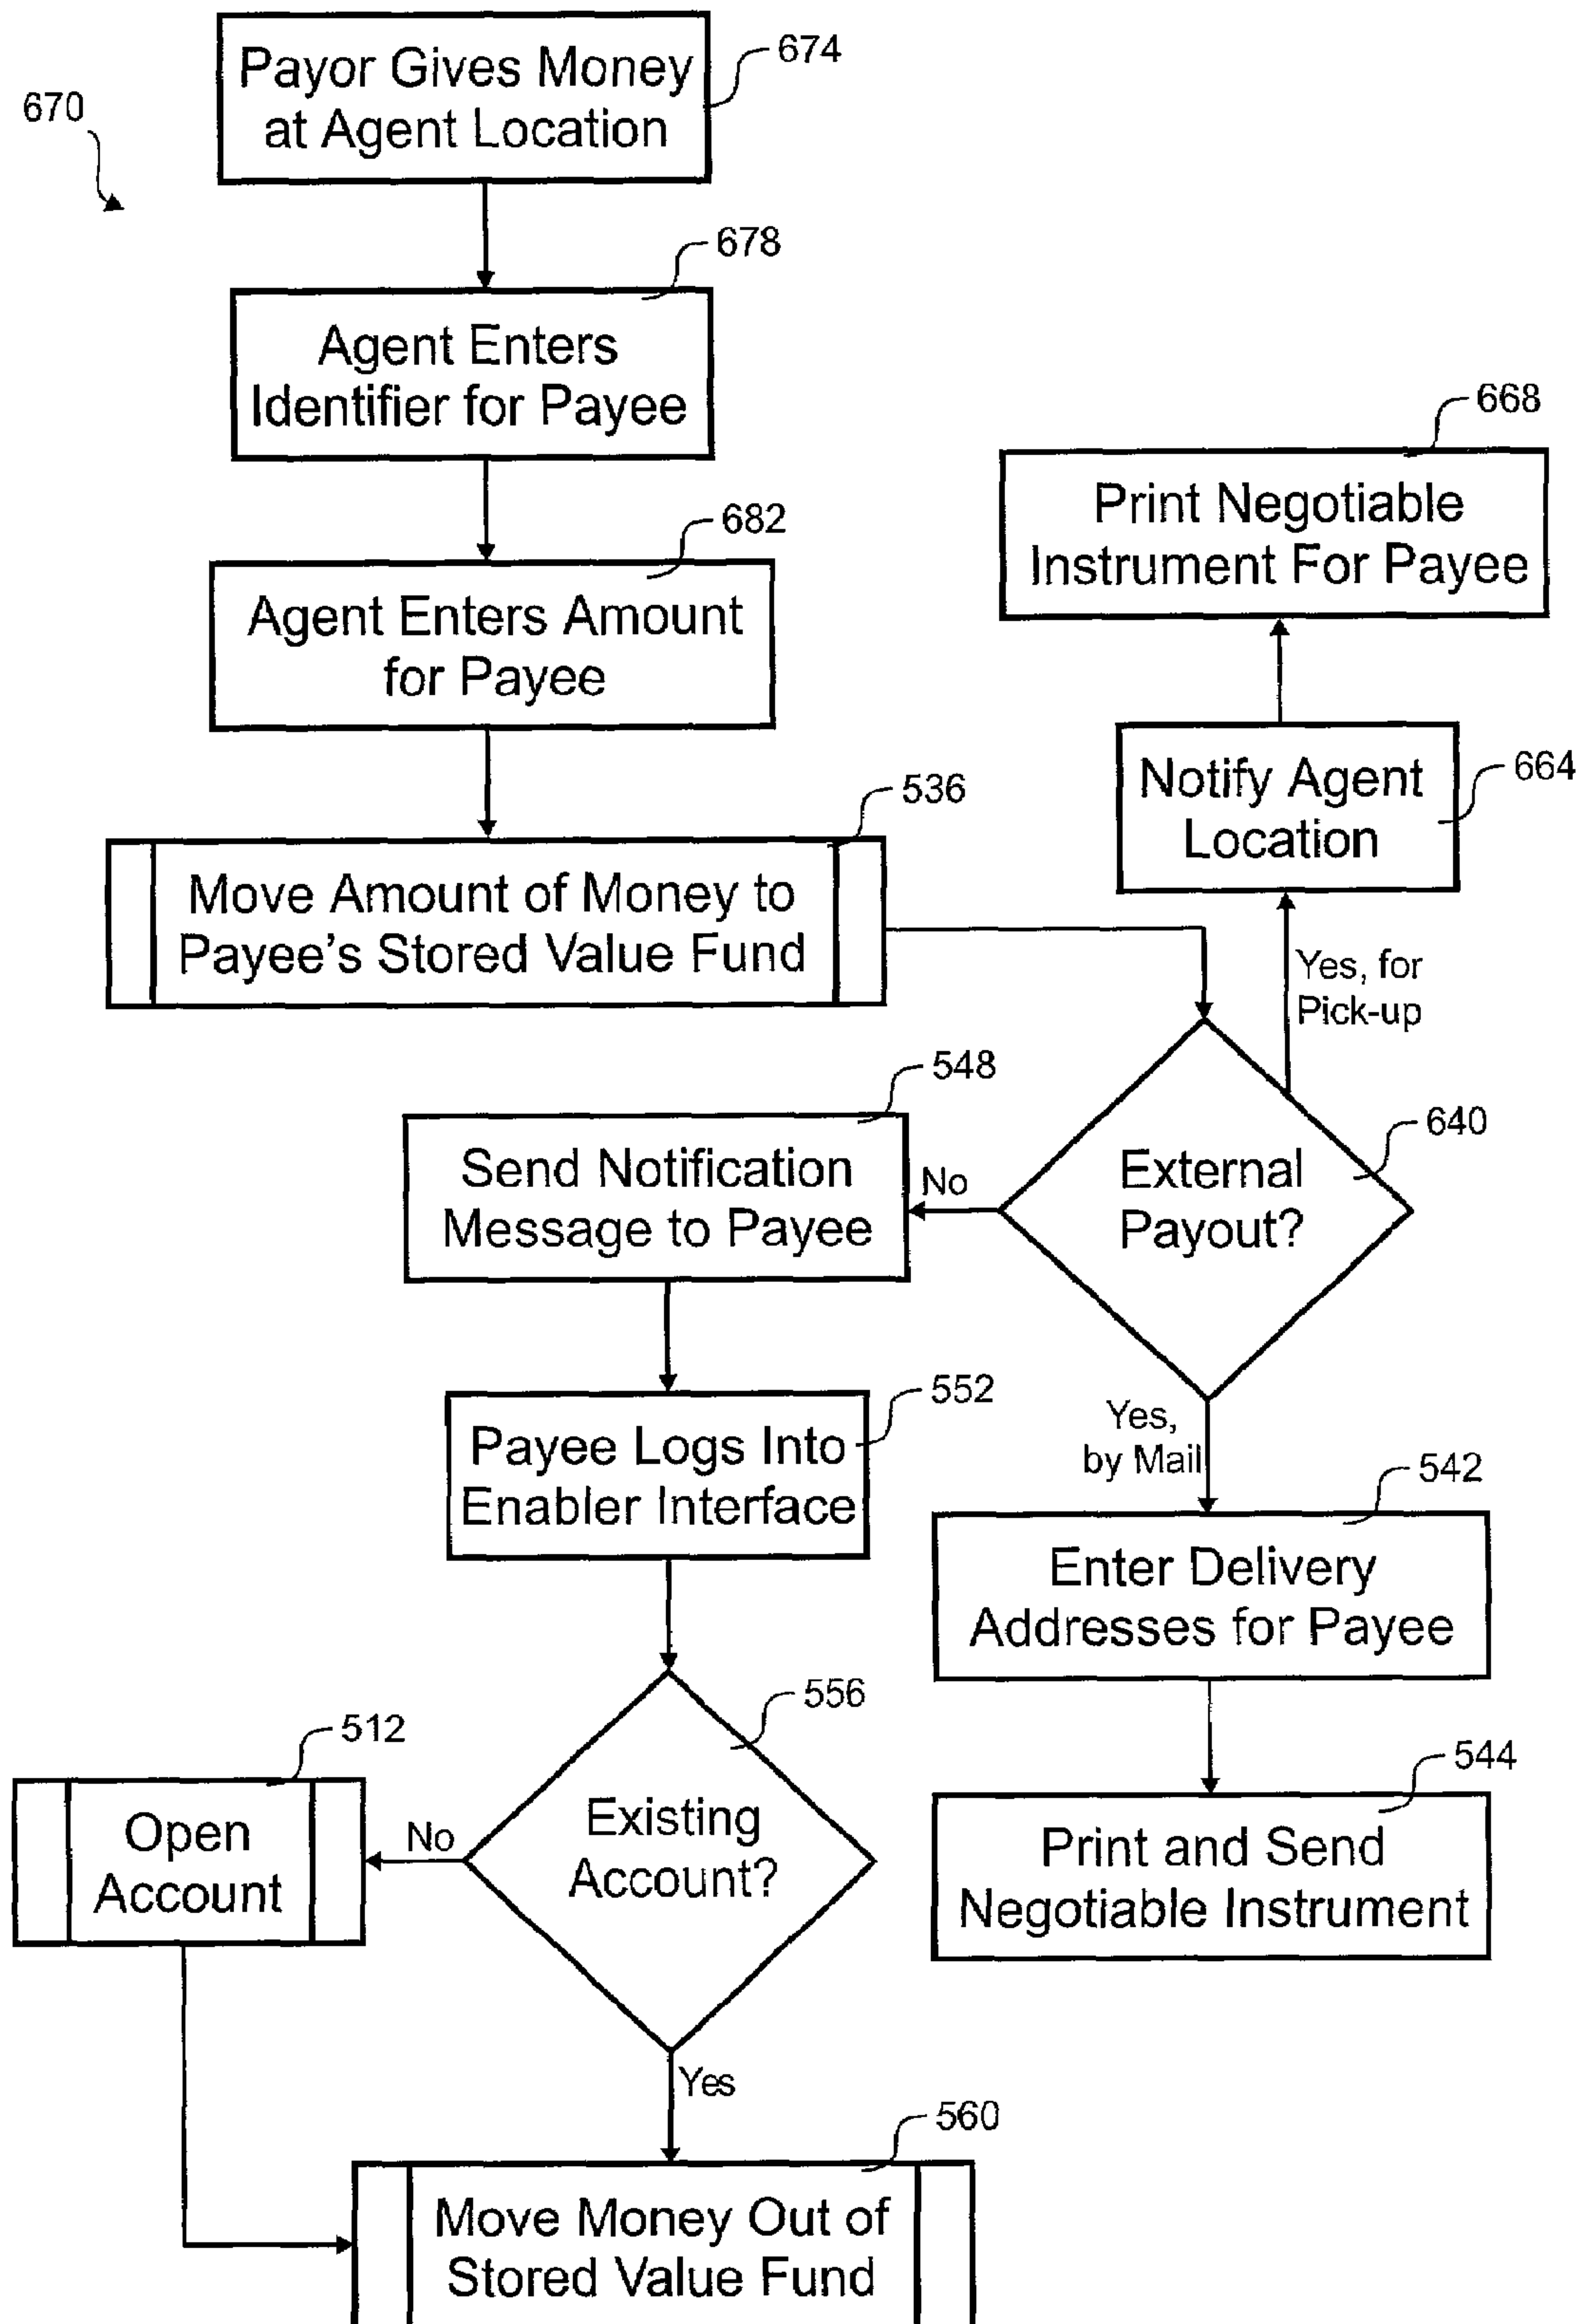 670
674
Payor Gives Money
at Agent Location
678
Agent Enters
Identifier for Payee
682
Agent Enters Amount
for Payee
668
Print Negotiable
Instrument For Payee
664
Notify Agent
Location
536
Move Amount of Money to
Payee's Stored Value Fund
Yes, for
Pick-up
640
External
Payout?
No
548
Send Notification
Message to Payee
552
Payee Logs Into
Enabler Interface
Yes,
by Mail
542
Enter Delivery
Addresses for Payee
544
Print and Send
Negotiable Instrument
556
Existing
Account?
No
512
Open
Account
Yes
560
Move Money Out of
Stored Value Fund